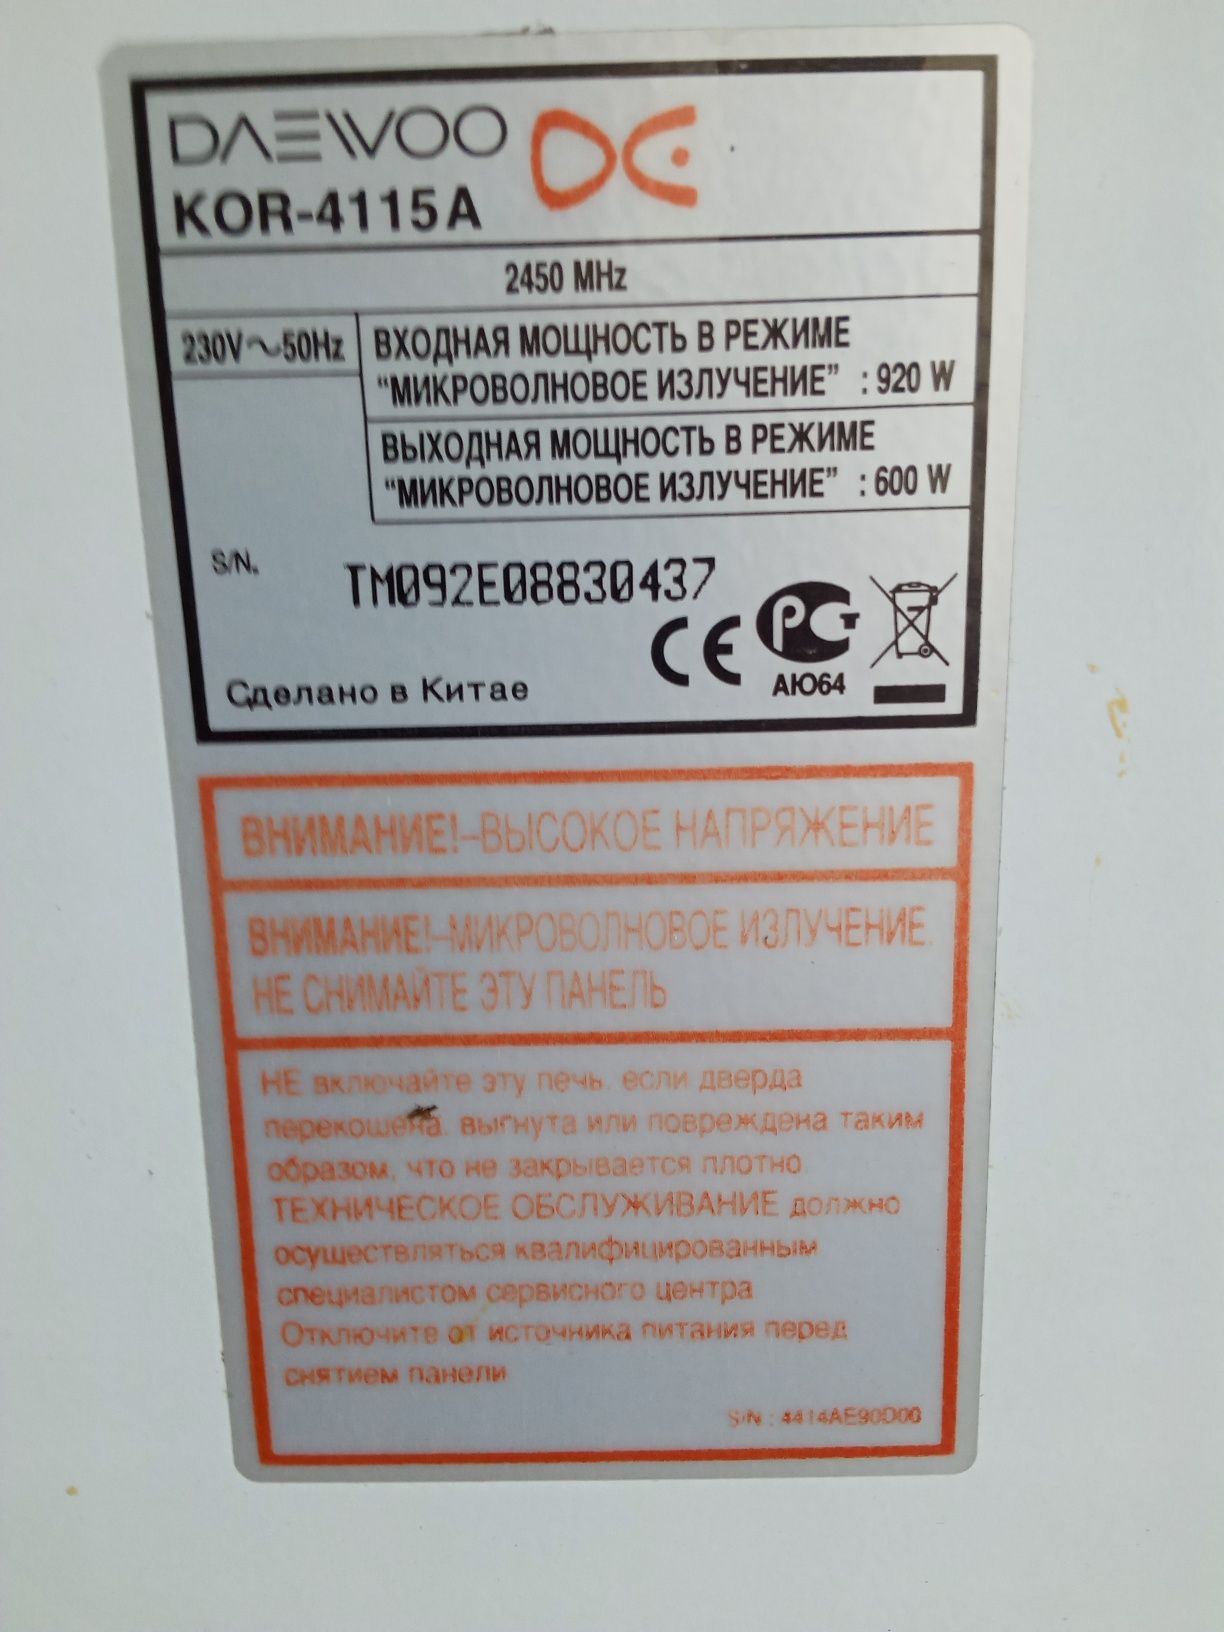 DAEWOO
KOR-4115A
2450 MHz
230V~50Hz
ВХОДНАЯ МОЩНОСТЬ В РЕЖИМЕ
“МИКРОВОЛНОВОЕ ИЗЛУЧЕНИЕ” : 920 W
ВЫХОДНАЯ МОЩНОСТЬ В РЕЖИМЕ
“МИКРОВОЛНОВОЕ ИЗЛУЧЕНИЕ” : 600 W
S/N. TM092E08830437
CE
РСТ
АЮ64
Сделано в Китае
ВНИМАНИЕ!–ВЫСОКОЕ НАПРЯЖЕНИЕ
ВНИМАНИЕ!–МИКРОВОЛНОВОЕ ИЗЛУЧЕНИЕ.
НЕ СНИМАЙТЕ ЭТУ ПАНЕЛЬ
НЕ включайте эту печь, если дверда
перекошена, выгнута или повреждена таким
образом, что не закрывается плотно.
ТЕХНИЧЕСКОЕ ОБСЛУЖИВАНИЕ должно
осуществляться квалифицированным
специалистом сервисного центра
Отключите от источника питания перед
снятием панели
S/N : 4414AE90D00